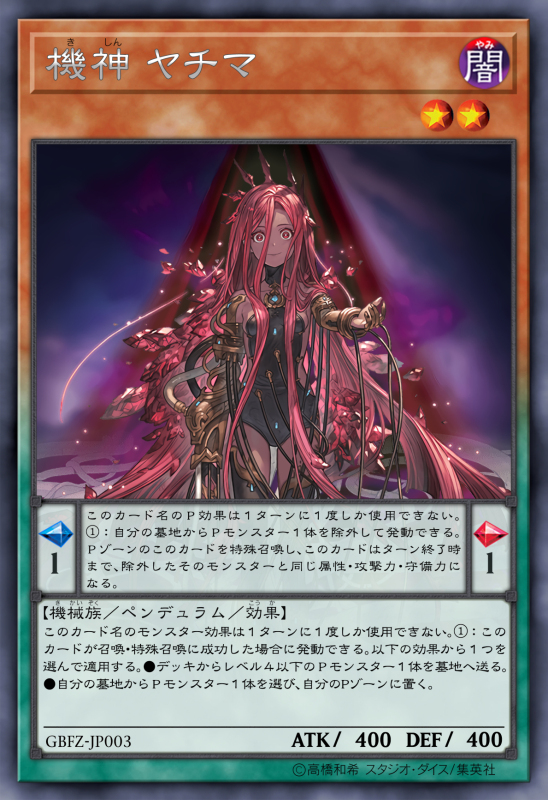 き しん
機神 ヤチマ
やみ
闇
このカード名のP効果は1ターンに1度しか使用できない。
①：自分の墓地からPモンスター1体を除外して発動できる。
Pゾーンのこのカードを特殊召喚し、このカードはターン終了時
まで、除外したそのモンスターと同じ属性・攻撃力・守備力に
なる。
1
1
き かい ぞく こう か
【機械族／ペンデュラム／効果】
このカード名のモンスター効果は1ターンに1度しか使用できない。①：この
カードが召喚・特殊召喚に成功した場合に発動できる。以下の効果から1つを
選んで適用する。●デッキからレベル4以下のPモンスター1体を墓地へ送る。
●自分の墓地からPモンスター1体を選び、自分のPゾーンに置く。
GBFZ-JP003 ATK/ 400 DEF/ 400
©高橋和希 スタジオ・ダイス/集英社